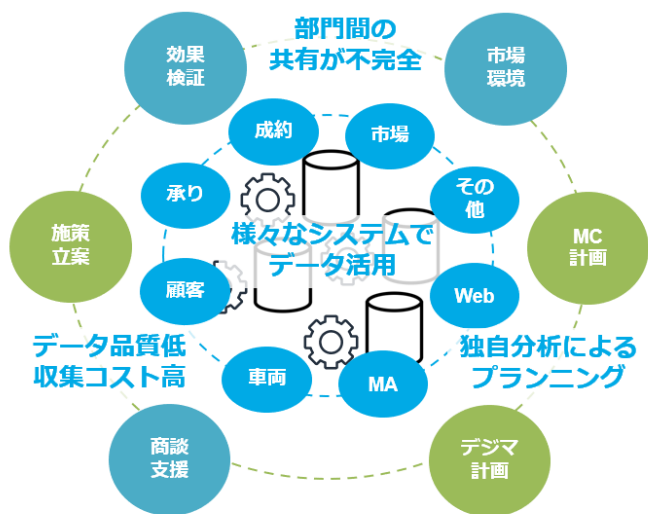 部門間の
共有が不完全
効果
検証
市場
環境
成約
市場
承り
その
他
施策
立案
様々なシステムで
データ活用
MC
計画
顧客
Web
データ品質低
収集コスト高
独自分析による
プランニング
車両
MA
商談
支援
デジマ
計画